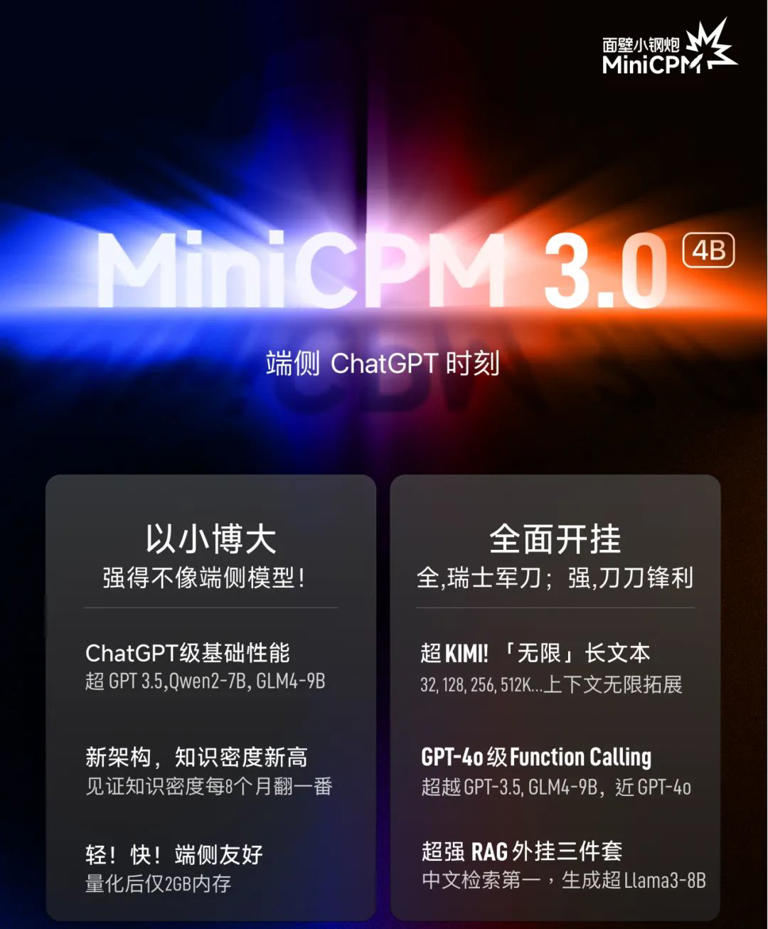 面壁小钢炮
MiniCPM
MiniCPM 3.0 4B
端侧 ChatGPT 时刻
以小博大
强得不像端侧模型！
ChatGPT级基础性能
超 GPT 3.5,Qwen2-7B, GLM4-9B
新架构，知识密度新高
见证知识密度每8个月翻一番
轻！快！端侧友好
量化后仅2GB内存
全面开挂
全,瑞士军刀；强,刀刀锋利
超 KIMI! 「无限」长文本
32, 128, 256, 512K...上下文无限拓展
GPT-4o 级 Function Calling
超越 GPT-3.5, GLM4-9B，近 GPT-4o
超强 RAG 外挂三件套
中文检索第一，生成超 Llama3-8B